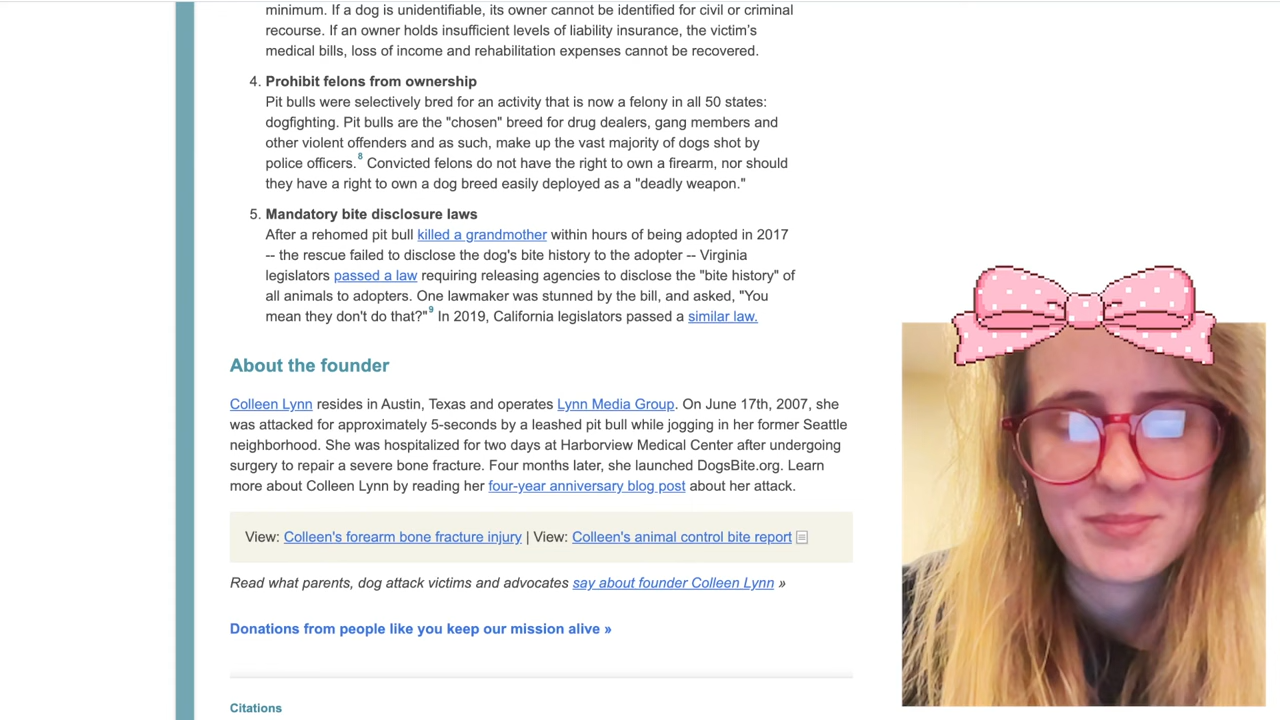 minimum. If a dog is unidentifiable, its owner cannot be identified for civil or criminal
recourse. If an owner holds insufficient levels of liability insurance, the victim's
medical bills, loss of income and rehabilitation expenses cannot be recovered.
4. Prohibit felons from ownership
Pit bulls were selectively bred for an activity that is now a felony in all 50 states:
dogfighting. Pit bulls are the "chosen" breed for drug dealers, gang members and
other violent offenders and as such, make up the vast majority of dogs shot by
police officers.8 Convicted felons do not have the right to own a firearm, nor should
they have a right to own a dog breed easily deployed as a "deadly weapon."
5. Mandatory bite disclosure laws
After a rehomed pit bull killed a grandmother within hours of being adopted in 2017
-- the rescue failed to disclose the dog's bite history to the adopter -- Virginia
legislators passed a law requiring releasing agencies to disclose the "bite history" of
all animals to adopters. One lawmaker was stunned by the bill, and asked, "You
mean they don't do that?"9 In 2019, California legislators passed a similar law.
About the founder
Colleen Lynn resides in Austin, Texas and operates Lynn Media Group. On June 17th, 2007, she
was attacked for approximately 5-seconds by a leashed pit bull while jogging in her former Seattle
neighborhood. She was hospitalized for two days at Harborview Medical Center after undergoing
surgery to repair a severe bone fracture. Four months later, she launched DogsBite.org. Learn
more about Colleen Lynn by reading her four-year anniversary blog post about her attack.
View: Colleen's forearm bone fracture injury | View: Colleen's animal control bite report
Read what parents, dog attack victims and advocates say about founder Colleen Lynn »
Donations from people like you keep our mission alive »
Citations